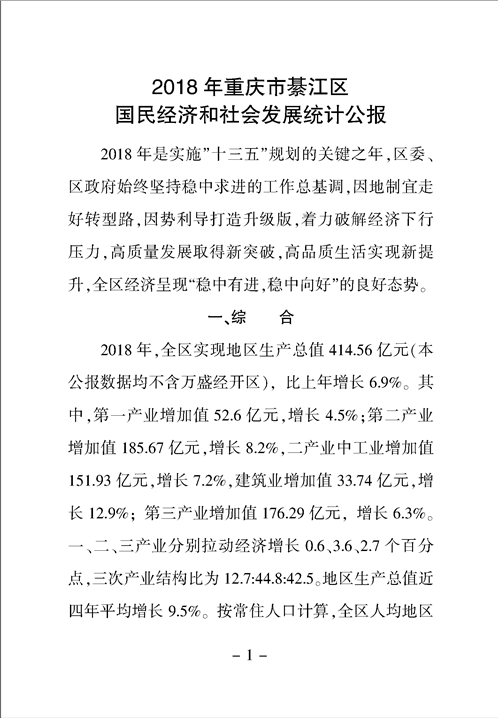 2018 年重庆市綦江区
国民经济和社会发展统计公报
2018 年是实施”十三五”规划的关键之年,区委、
区政府始终坚持稳中求进的工作总基调,因地制宜走
好转型路,因势利导打造升级版,着力破解经济下行
压力,高质量发展取得新突破,高品质生活实现新提
升,全区经济呈现“稳中有进,稳中向好”的良好态势。
一、综 合
2018 年,全区实现地区生产总值 414.56 亿元(本
公报数据均不含万盛经开区), 比上年增长 6.9%。其
中,第一产业增加值 52.6 亿元,增长 4.5%;第二产业
增加值 185.67 亿元,增长 8.2%,二产业中工业增加值
151.93 亿元,增长 7.2%,建筑业增加值 33.74 亿元,增
长 12.9%; 第三产业增加值 176.29 亿元, 增长 6.3%。
一、二、三产业分别拉动经济增长 0.6、3.6、2.7 个百分
点,三次产业结构比为 12.7:44.8:42.5。地区生产总值近
四年平均增长 9.5%。按常住人口计算,全区人均地区
- 1 -